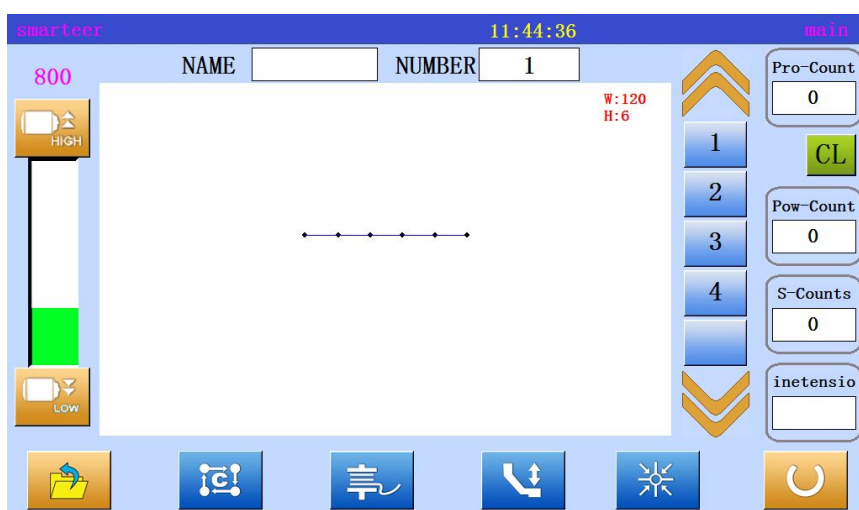 smarteer 11:44:36 main
800
NAME NUMBER 1
W:120
H:6
HIGH
LOW
1
2
3
4
Pro-Count
0
CL
Pow-Count
0
S-Counts
0
inetensio
C